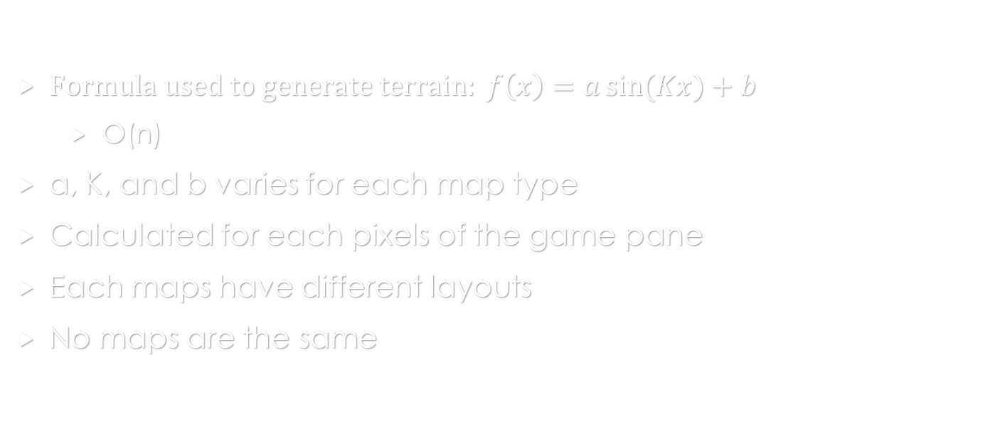 Formula used to generate terrain: f(x) = a sin(Kx) + b
O(n)
a, K, and b varies for each map type
Calculated for each pixels of the game pane
Each maps have different layouts
No maps are the same